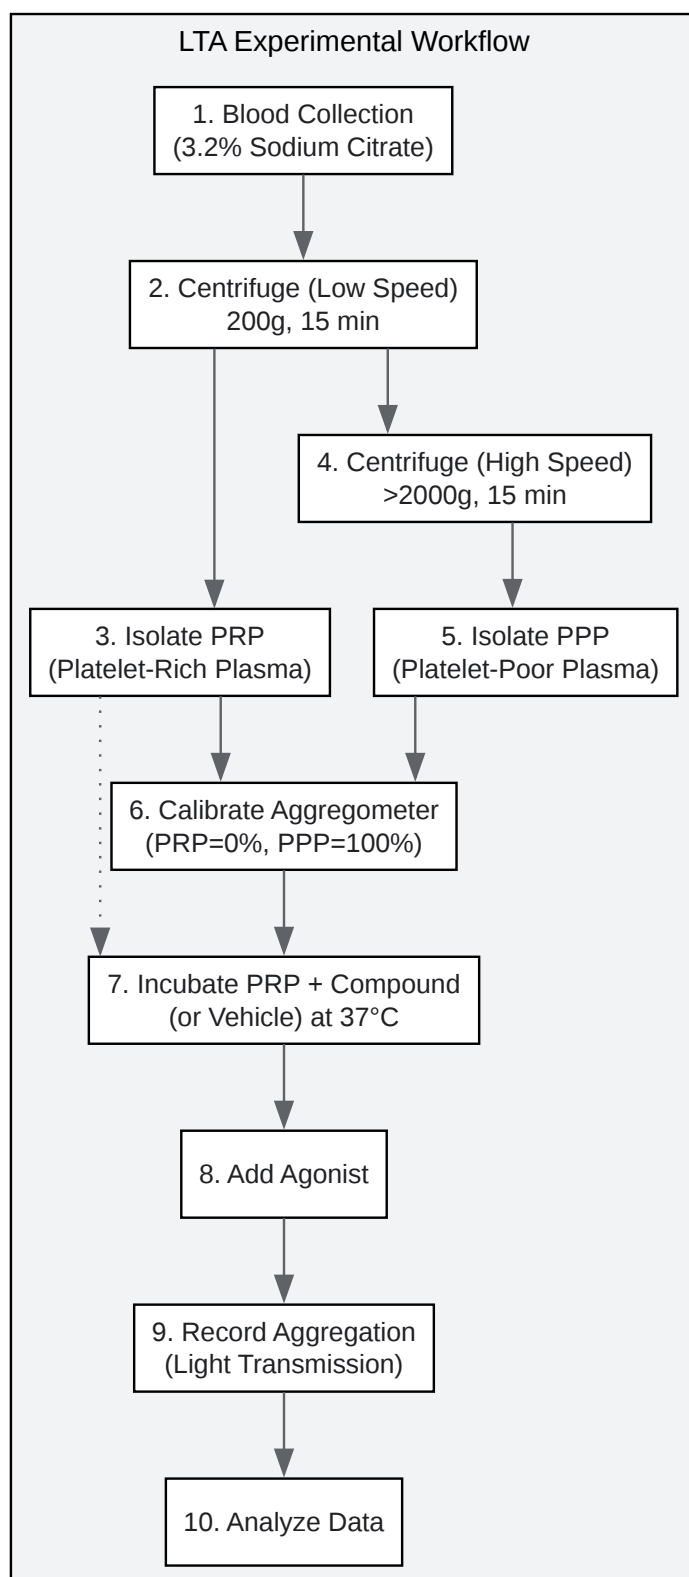 LTA Experimental Workflow
1. Blood Collection
(3.2% Sodium Citrate)
2. Centrifuge (Low Speed)
200g, 15 min
4. Centrifuge (High Speed)
>2000g, 15 min
3. Isolate PRP
(Platelet-Rich Plasma)
5. Isolate PPP
(Platelet-Poor Plasma)
6. Calibrate Aggregometer
(PRP=0%, PPP=100%)
7. Incubate PRP + Compound
(or Vehicle) at 37°C
8. Add Agonist
9. Record Aggregation
(Light Transmission)
10. Analyze Data